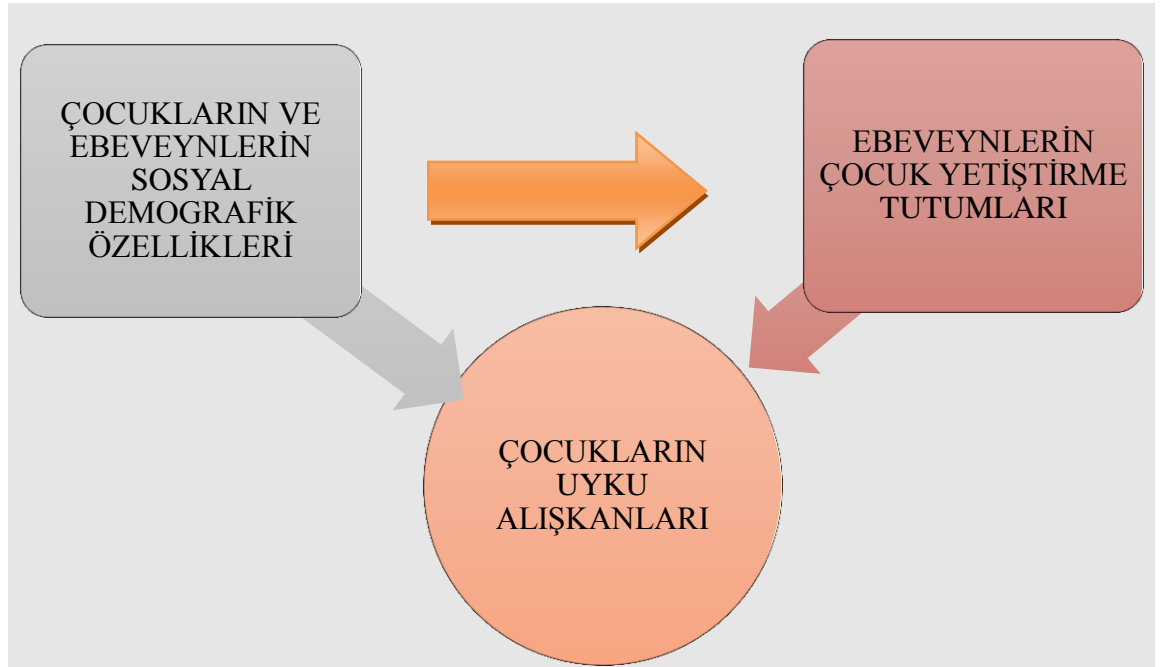 ÇOCUKLARIN VE
EBEVEYNLERİN
SOSYAL
DEMOGRAFİK
ÖZELLİKLERİ
EBEVEYNLERİN
ÇOCUK YETİŞTİRME
TUTUMLARI
ÇOCUKLARIN
UYKU
ALIŞKANLARI